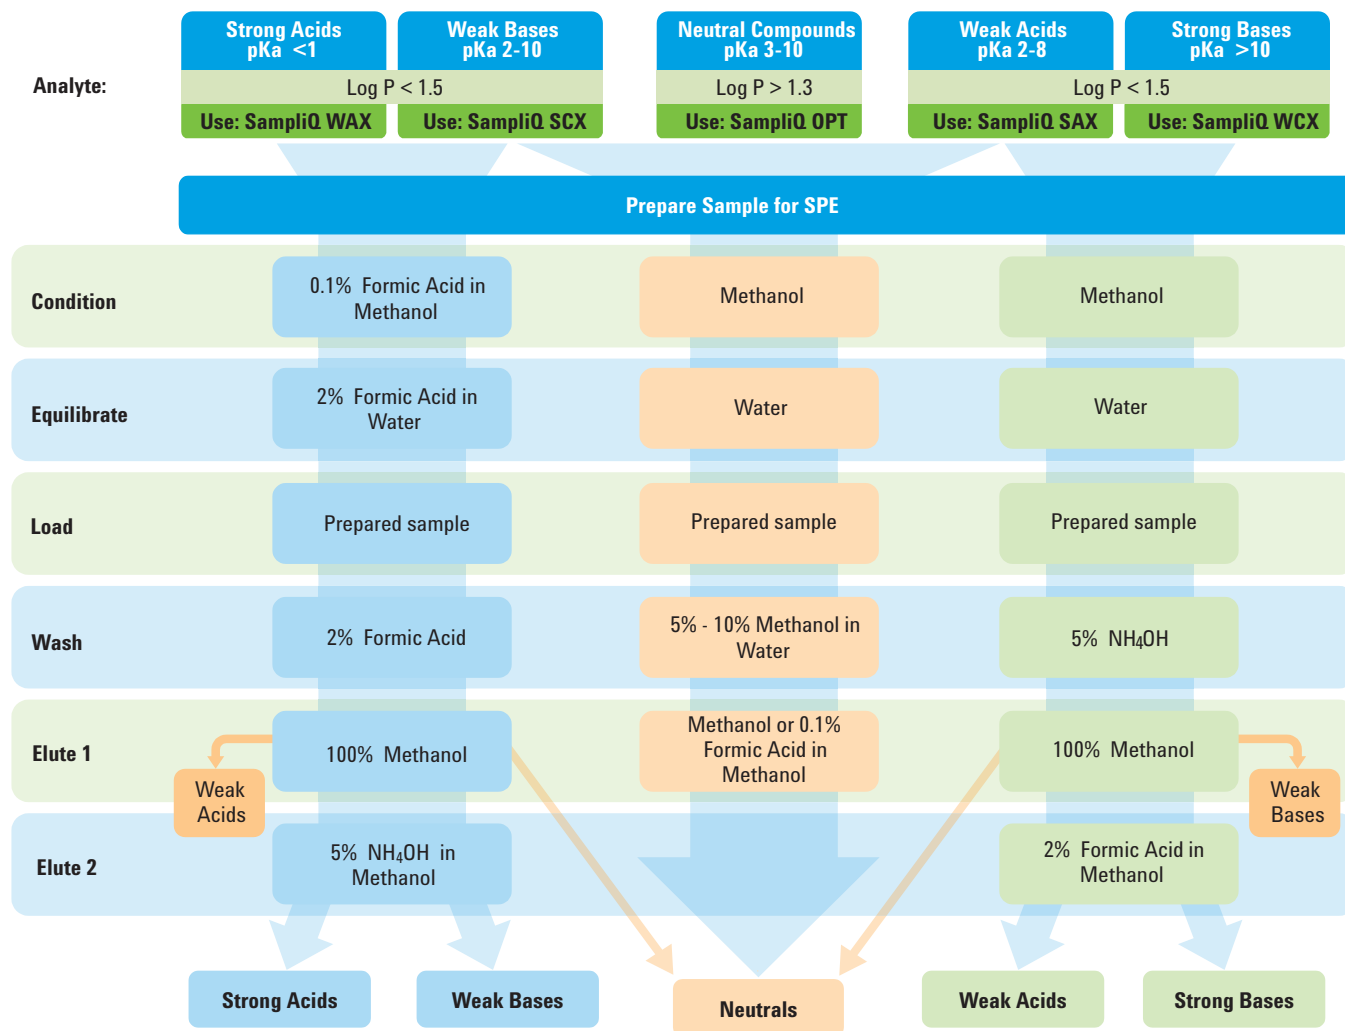 Strong Acids
pKa <1
Weak Bases
pKa 2-10
Neutral Compounds
pKa 3-10
Weak Acids
pKa 2-8
Strong Bases
pKa >10
Analyte:
Log P < 1.5
Log P > 1.3
Log P < 1.5
Use: SampliQ WAX
Use: SampliQ SCX
Use: SampliQ OPT
Use: SampliQ SAX
Use: SampliQ WCX
Prepare Sample for SPE
Condition
0.1% Formic Acid in
Methanol
Methanol
Methanol
Equilibrate
2% Formic Acid in
Water
Water
Water
Load
Prepared sample
Prepared sample
Prepared sample
Wash
2% Formic Acid
5% - 10% Methanol in
Water
5% NH₄OH
Elute 1
100% Methanol
Methanol or 0.1%
Formic Acid in
Methanol
100% Methanol
Weak
Acids
Weak
Bases
Elute 2
5% NH₄OH in
Methanol
2% Formic Acid in
Methanol
Strong Acids
Weak Bases
Neutrals
Weak Acids
Strong Bases